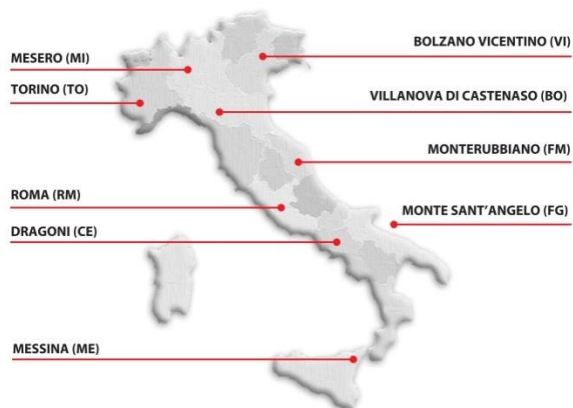 BOLZANO VICENTINO (VI)
MESERO (MI)
TORINO (TO)
VILLANOVA DI CASTENASO (BO)
MONTERUBBIANO (FM)
ROMA (RM)
MONTE SANT'ANGELO (FG)
DRAGONI (CE)
MESSINA (ME)